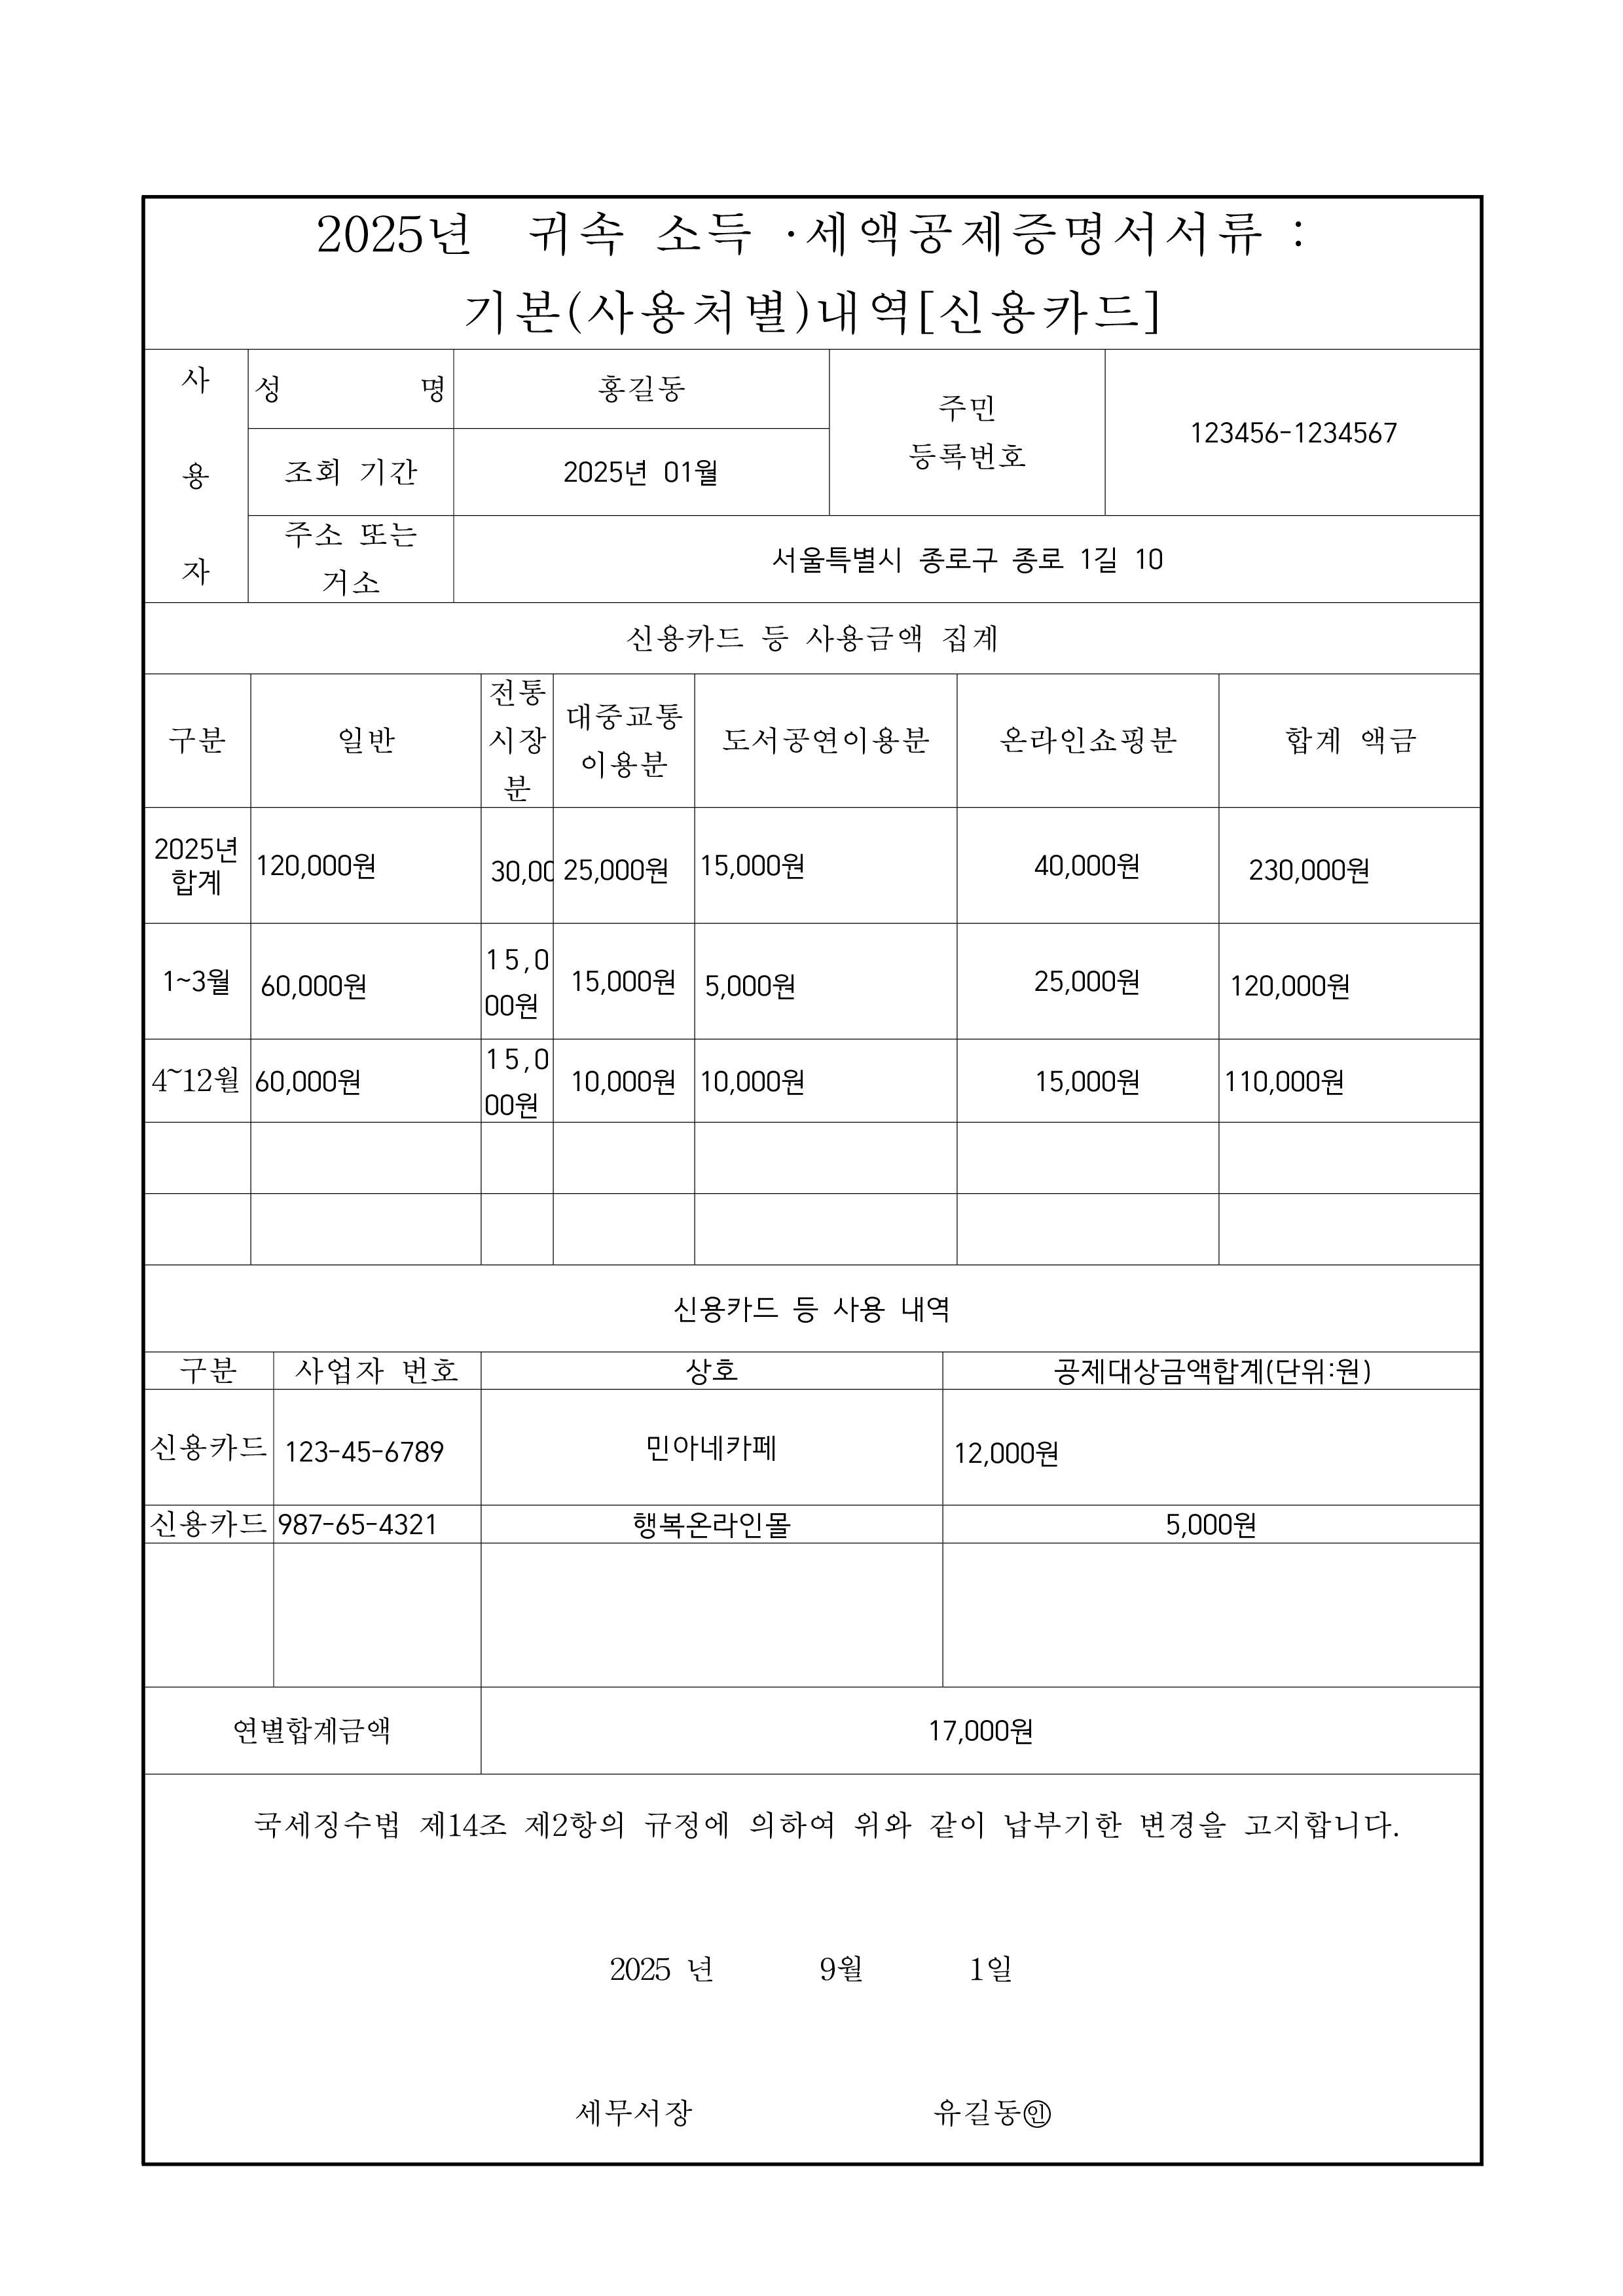 2025년 귀속 소득 ·세액공제증명서서류 :
기본(사용처별)내역[신용카드]
사용자
성 명
홍길동
주민
등록번호
123456-1234567
조회 기간
2025년 01월
주소 또는
거소
서울특별시 종로구 종로 1길 10
신용카드 등 사용금액 집계
구분
일반
전통
시장
분
대중교통
이용분
도서공연이용분
온라인쇼핑분
합계 액금
2025년
합계
120,000원
30,00
25,000원
15,000원
40,000원
230,000원
1~3월
60,000원
15,0
00원
15,000원
5,000원
25,000원
120,000원
4~12월
60,000원
15,0
00원
10,000원
10,000원
15,000원
110,000원
신용카드 등 사용 내역
구분
사업자 번호
상호
공제대상금액합계(단위:원)
신용카드
123-45-6789
민아네카페
12,000원
신용카드
987-65-4321
행복온라인몰
5,000원
연별합계금액
17,000원
국세징수법 제14조 제2항의 규정에 의하여 위와 같이 납부기한 변경을 고지합니다.
2025 년 9월 1일
세무서장 유길동㊞